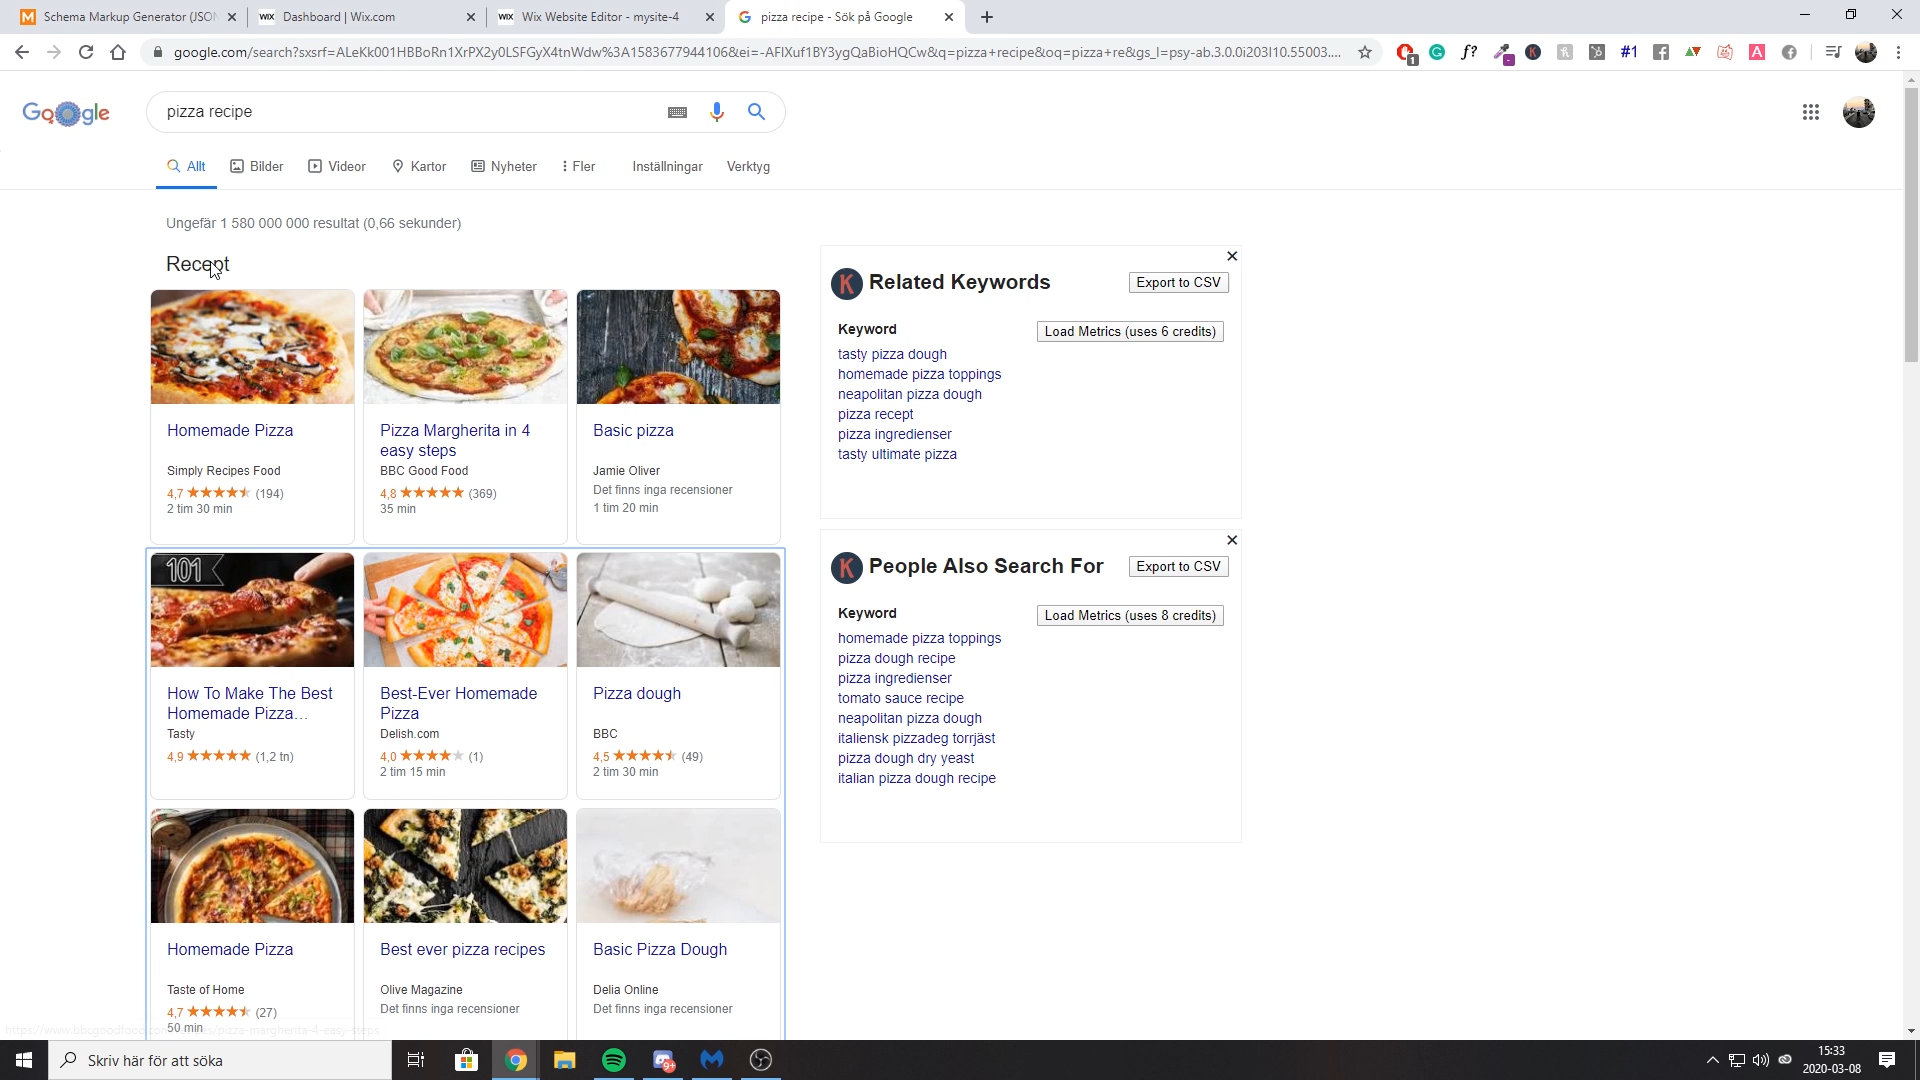 Schema Markup Generator (JSON
Dashboard | Wix.com
Wix Website Editor - mysite-4
pizza recipe - Sök på Google
google.com/search?sxsrf=ALeKk001HBBoRn1XrPX2y0LSFGyX4tnWdw%3A1583677944106&ei=-AFlXuf1BY3ygQaBioHQCw&q=pizza+recipe&oq=pizza+re&gs_l=psy-ab.3.0.0i203l10.55003....
Google
pizza recipe
Allt
Bilder
Videor
Kartor
Nyheter
Fler
Inställningar
Verktyg
Ungefär 1 580 000 000 resultat (0,66 sekunder)
Recept
Homemade Pizza
Simply Recipes Food
4,7 (194)
2 tim 30 min
Pizza Margherita in 4
easy steps
BBC Good Food
4,8 (369)
35 min
Basic pizza
Jamie Oliver
Det finns inga recensioner
1 tim 20 min
101
How To Make The Best
Homemade Pizza...
Tasty
4,9 (1,2 tn)
Best-Ever Homemade
Pizza
Delish.com
4,0 (1)
2 tim 15 min
Pizza dough
BBC
4,5 (49)
2 tim 30 min
Homemade Pizza
Taste of Home
4,7 (27)
50 min
Best ever pizza recipes
Olive Magazine
Det finns inga recensioner
Basic Pizza Dough
Delia Online
Det finns inga recensioner
Related Keywords
Export to CSV
Keyword
Load Metrics (uses 6 credits)
tasty pizza dough
homemade pizza toppings
neapolitan pizza dough
pizza recept
pizza ingredienser
tasty ultimate pizza
People Also Search For
Export to CSV
Keyword
Load Metrics (uses 8 credits)
homemade pizza toppings
pizza dough recipe
pizza ingredienser
tomato sauce recipe
neapolitan pizza dough
italiensk pizzadeg torrjäst
pizza dough dry yeast
italian pizza dough recipe
Skriv här för att söka
15:33
2020-03-08